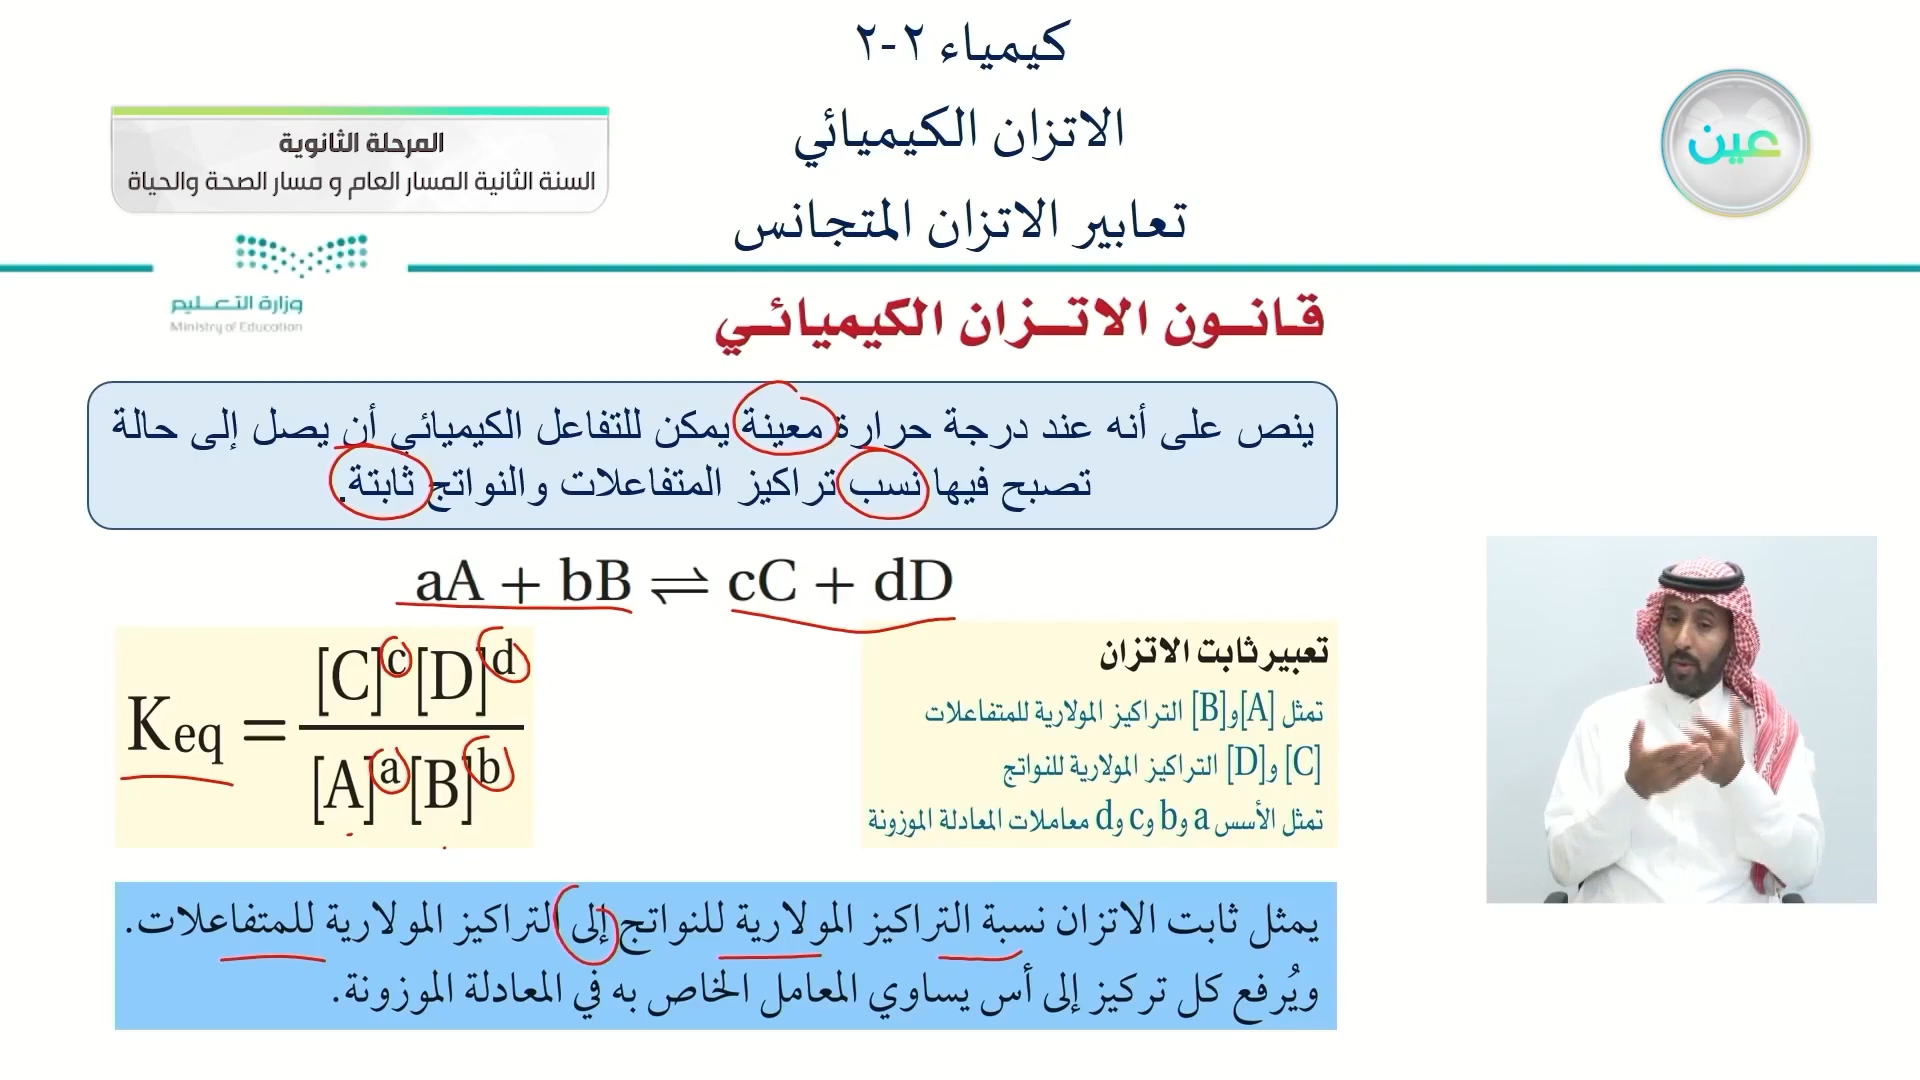 كيمياء ٢-٢
الاتزان الكيميائي
تعابير الاتزان المتجانس
عين
المرحلة الثانوية
السنة الثانية المسار العام و مسار الصحة والحياة
وزارة التعليم
Ministry of Education
قانون الاتزان الكيميائي
ينص على أنه عند درجة حرارة معينة يمكن للتفاعل الكيميائي أن يصل إلى حالة
تصبح فيها نسب تراكيز المتفاعلات والنواتج ثابتة.
aA + bB ⇌ cC + dD
K_eq = [C]^c [D]^d / [A]^a [B]^b
تعبير ثابت الاتزان
تمثل [A] و[B] التراكيز المولارية للمتفاعلات
[C] و[D] التراكيز المولارية للنواتج
تمثل الأسس a وb وc وd معاملات المعادلة الموزونة
يمثل ثابت الاتزان نسبة التراكيز المولارية للنواتج إلى التراكيز المولارية للمتفاعلات.
ويُرفع كل تركيز إلى أس يساوي المعامل الخاص به في المعادلة الموزونة.